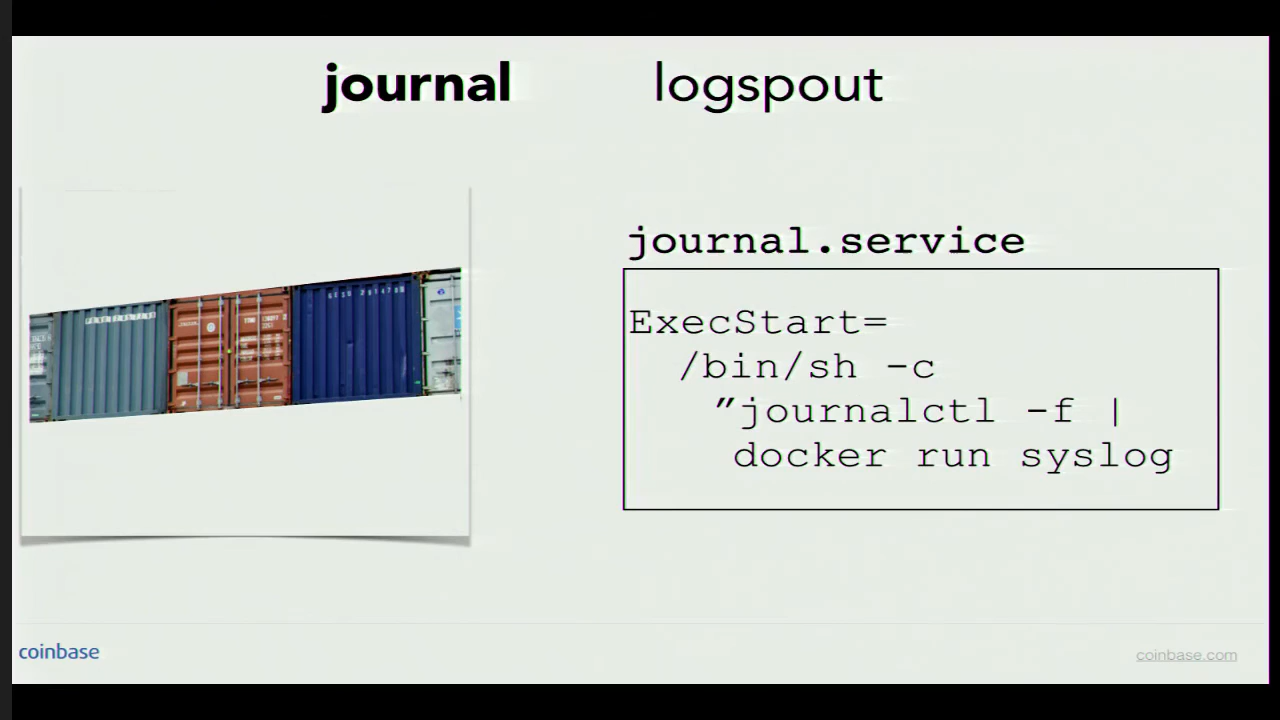 journal logspout
journal.service
ExecStart=
/bin/sh -c
”journalctl -f |
docker run syslog
coinbase
coinbase.com